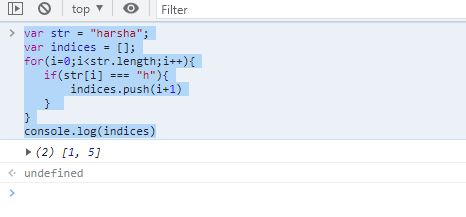 top
Filter
var str = "harsha";
var indices = [];
for(i=0;i<str.length;i++){
if(str[i] === "h"){
indices.push(i+1)
}
}
console.log(indices)
(2) [1, 5]
undefined